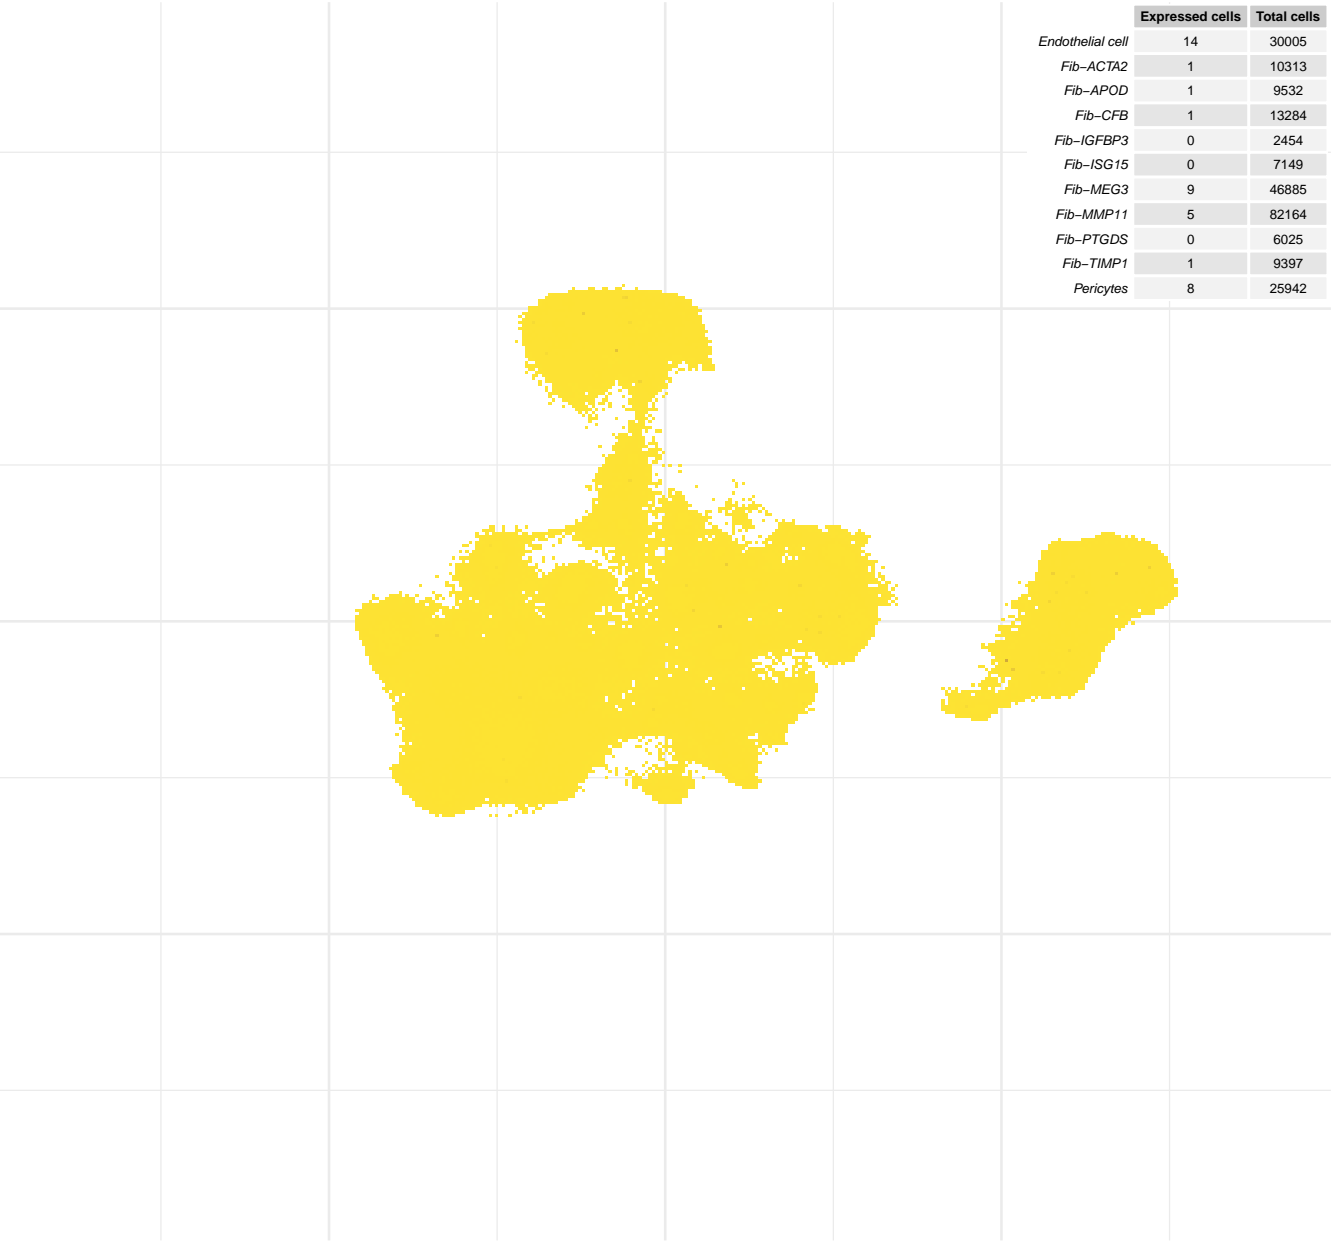 Expressed cells Total cells
Endothelial cell 14 30005
Fib−ACTA2 1 10313
Fib−APOD 1 9532
Fib−CFB 1 13284
Fib−IGFBP3 0 2454
Fib−ISG15 0 7149
Fib−MEG3 9 46885
Fib−MMP11 5 82164
Fib−PTGDS 0 6025
Fib−TIMP1 1 9397
Pericytes 8 25942